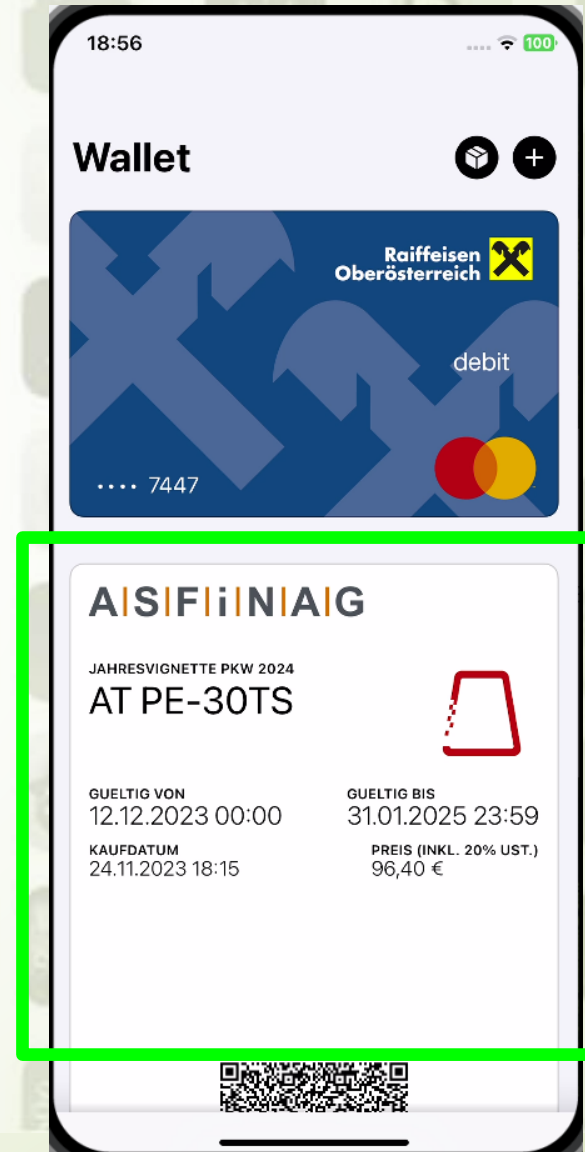 18:56
100
Wallet
Raiffeisen
Oberösterreich
debit
•••• 7447
A|S|F|i|N|A|G
JAHRESVIGNETTE PKW 2024
AT PE-30TS
GUELTIG VON
GUELTIG BIS
12.12.2023 00:00
31.01.2025 23:59
KAUFDATUM
PREIS (INKL. 20% UST.)
24.11.2023 18:15
96,40 €